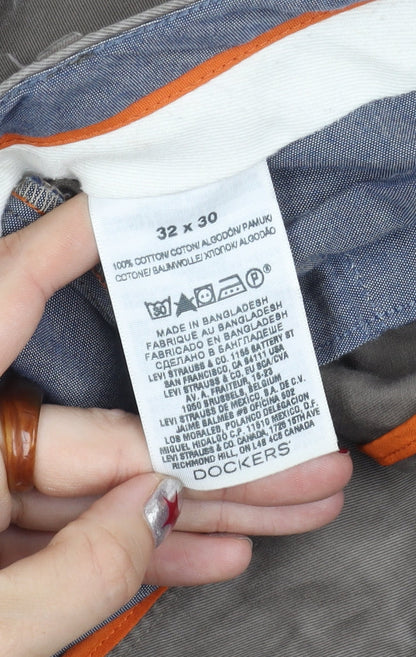 32 x 30
100% COTTON/ COTON/ ALGODÓN/ PAMUK/
COTONE/ BAUMWOLLE/ ХЛОПОК/ ALGODÃO
30 P
MADE IN BANGLADESH
FABRIQUÉ AU BANGLADESH
FABRICADO EN BANGLADESH
СДЕЛАНО В БАНГЛАДЕШЕ
LEVI STRAUSS & CO. 1155 BATTERY ST
SAN FRANCISCO CA 94111 USA
LEVI STRAUSS & CO. EU BCA/CVA
AV. A. FRAITEUR, 15-23
1050 BRUSSELS, BELGIUM
LEVI STRAUSS DE MEXICO, S.A. DE C.V.
JAIME BALMES #8 OFICINA 602
LOS MORALES, POLANCO DELEGACION
MIGUEL HIDALGO C.P. 11510 MEXICO, D.F.
LEVI STRAUSS & CO. CANADA, 1725 16TH AVE
RICHMOND HILL, ON L4B 4C6 CANADA
DOCKERS